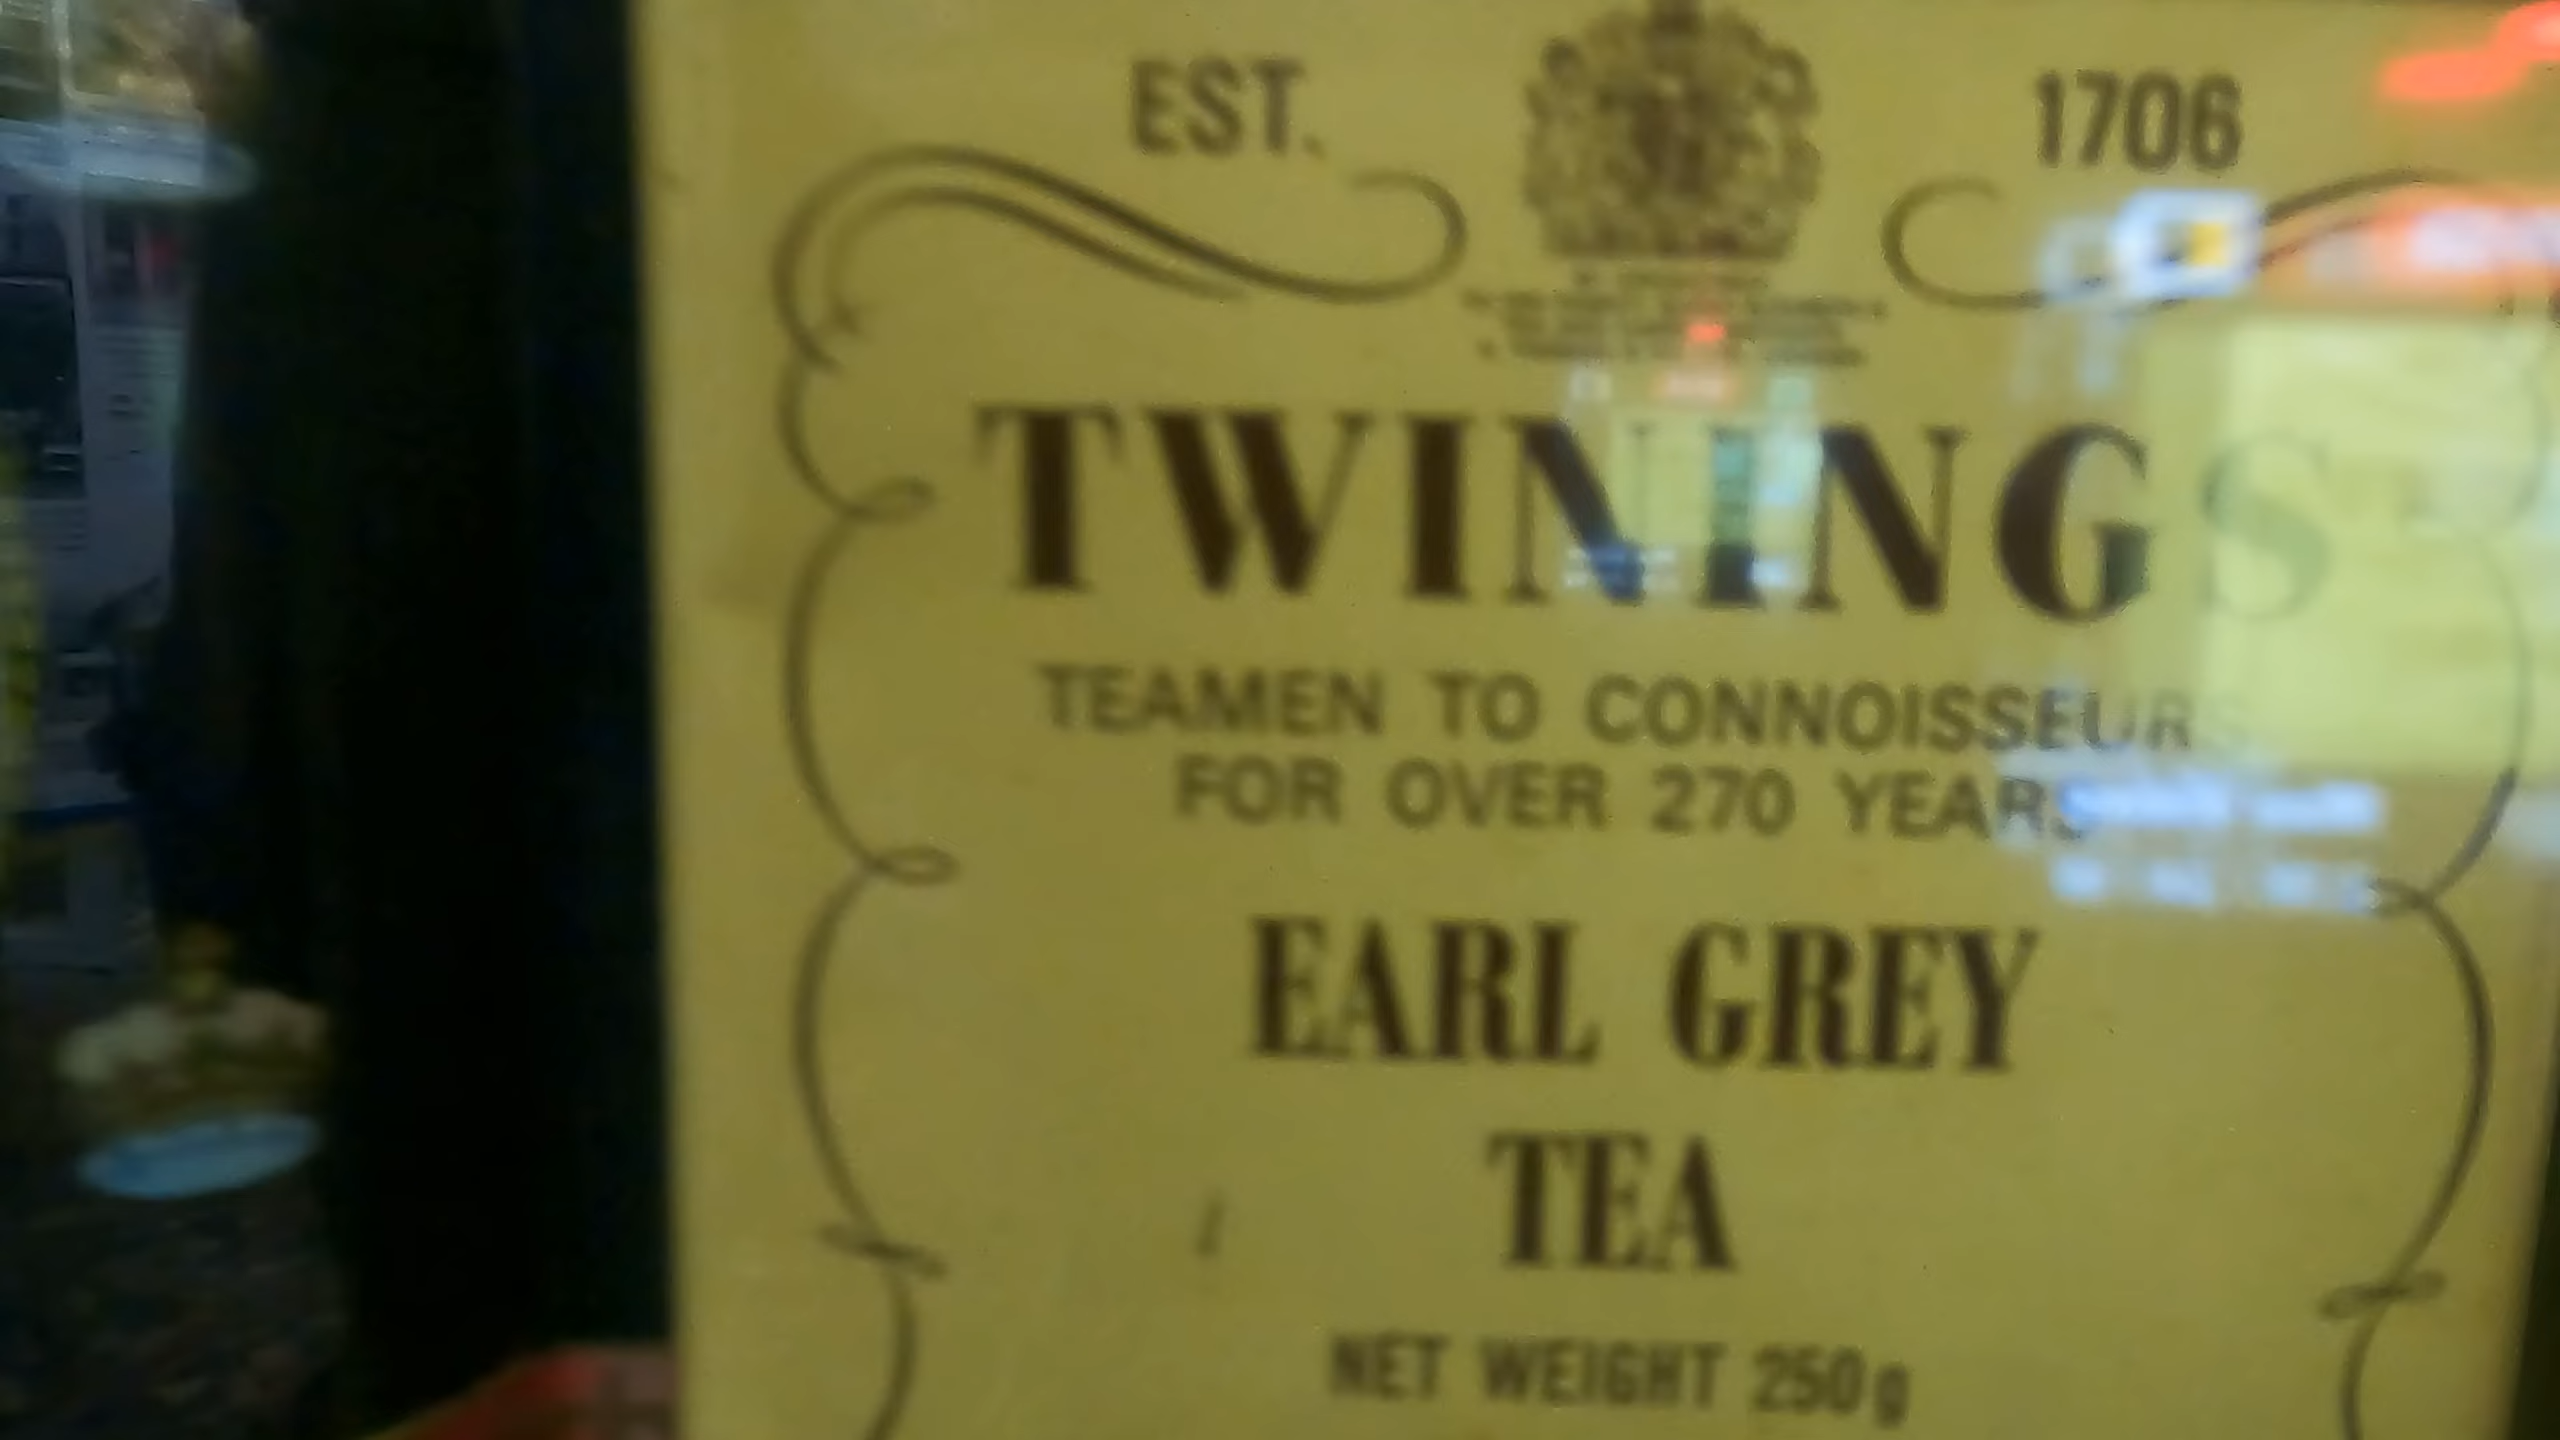 EST. 1706
TWININGS
TEAMEN TO CONNOISSEURS
FOR OVER 270 YEARS
EARL GREY
TEA
NET WEIGHT 250g